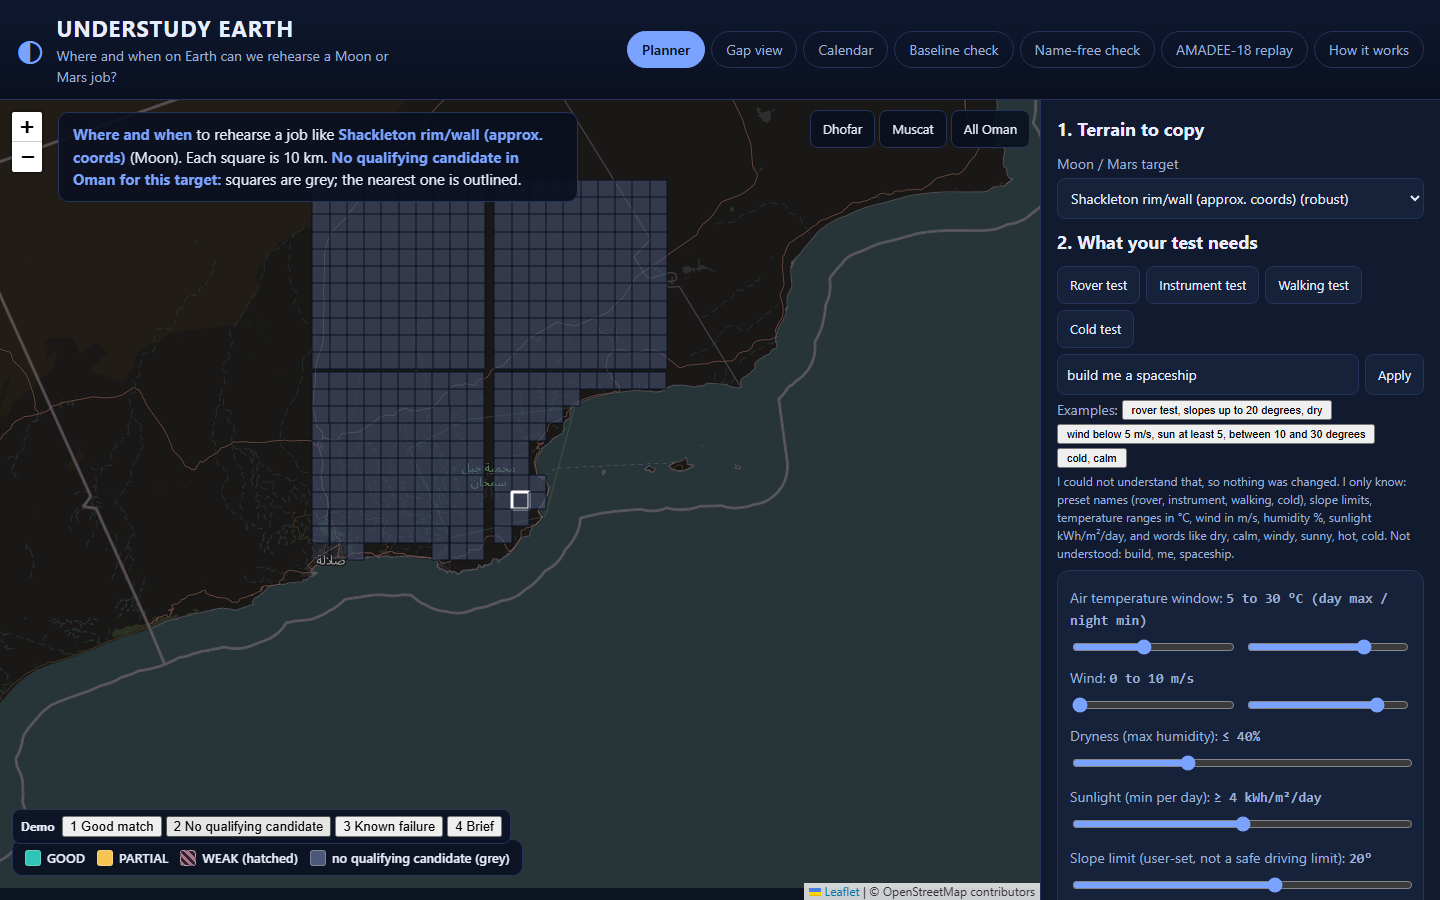 UNDERSTUDY EARTH
Where and when on Earth can we rehearse a Moon or
Mars job?
Planner
Gap view
Calendar
Baseline check
Name-free check
AMADEE-18 replay
How it works
+
−
Where and when to rehearse a job like Shackleton rim/wall (approx.
coords) (Moon). Each square is 10 km. No qualifying candidate in
Oman for this target: squares are grey; the nearest one is outlined.
Dhofar
Muscat
All Oman
محمية جبل
سمحان
صلالة
Demo
1 Good match
2 No qualifying candidate
3 Known failure
4 Brief
GOOD
PARTIAL
WEAK (hatched)
no qualifying candidate (grey)
Leaflet | © OpenStreetMap contributors
1. Terrain to copy
Moon / Mars target
Shackleton rim/wall (approx. coords) (robust)
2. What your test needs
Rover test
Instrument test
Walking test
Cold test
build me a spaceship
Apply
Examples:
rover test, slopes up to 20 degrees, dry
wind below 5 m/s, sun at least 5, between 10 and 30 degrees
cold, calm
I could not understand that, so nothing was changed. I only know:
preset names (rover, instrument, walking, cold), slope limits,
temperature ranges in °C, wind in m/s, humidity %, sunlight
kWh/m²/day, and words like dry, calm, windy, sunny, hot, cold. Not
understood: build, me, spaceship.
Air temperature window: 5 to 30 °C (day max /
night min)
Wind: 0 to 10 m/s
Dryness (max humidity): ≤ 40%
Sunlight (min per day): ≥ 4 kWh/m²/day
Slope limit (user-set, not a safe driving limit): 20°